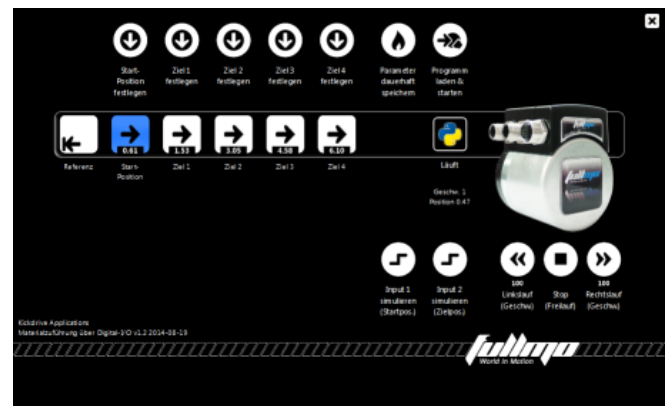 Start-
Position
festlegen
Ziel 1
festlegen
Ziel 2
festlegen
Ziel 3
festlegen
Ziel 4
festlegen
Parameter
dauerhaft
speichern
Programm
laden &
starten
0.61
1.53
3.05
4.58
6.10
Referenz
Start-
Position
Ziel 1
Ziel 2
Ziel 3
Ziel 4
Läuft
fullmo
Geschw. 1
Position 0.47
Input 1
simulieren
(Startpos.)
Input 2
simulieren
(Zielpos.)
100
Linkslauf
(Geschw.)
Stop
(Freilauf)
100
Rechtslauf
(Geschw.)
Kickdrive Applications
Materialzuführung über Digital-I/O v1.2 2014-08-19
fullmo
World in Motion